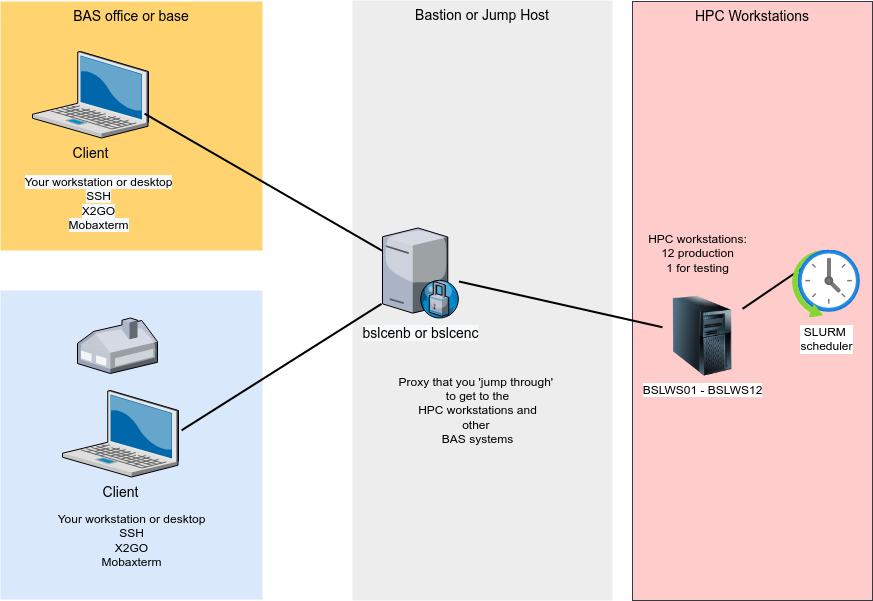 BAS office or base
Client
Your workstation or desktop
SSH
X2GO
Mobaxterm
Client
Your workstation or desktop
SSH
X2GO
Mobaxterm
Bastion or Jump Host
bslcenb or bslcenc
Proxy that you 'jump through'
to get to the
HPC workstations and
other
BAS systems
HPC Workstations
HPC workstations:
12 production
1 for testing
BSLWS01 - BSLWS12
SLURM
scheduler